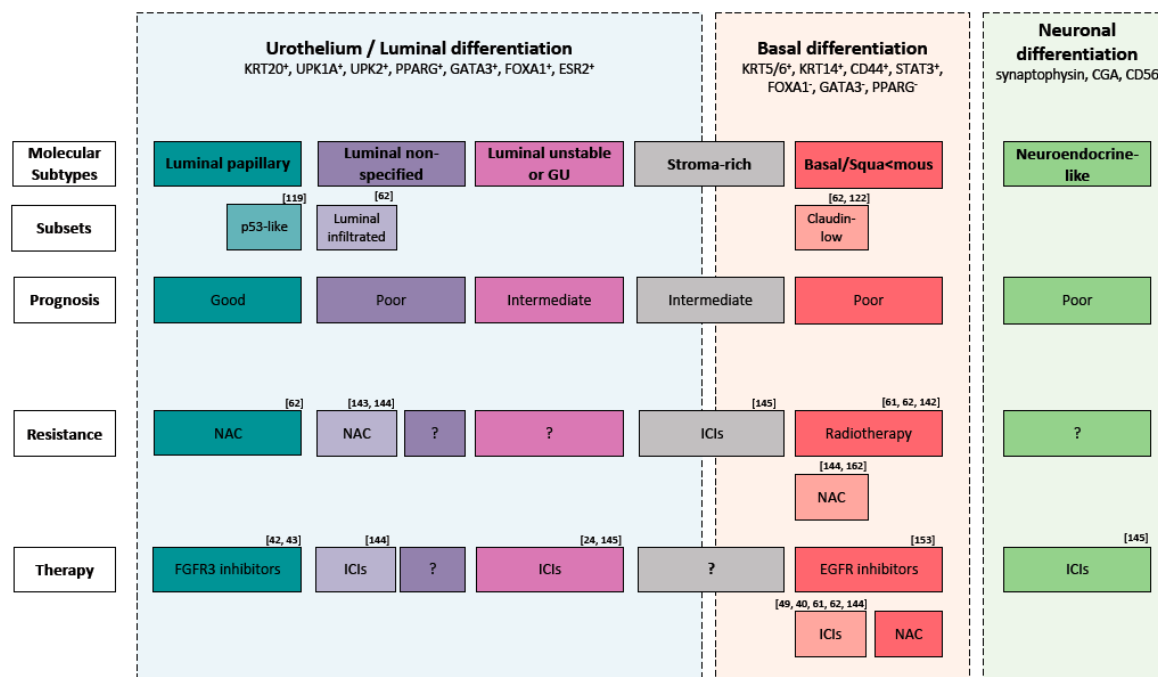 Urothelium / Luminal differentiation
KRT20⁺, UPK1A⁺, UPK2⁺, PPARG⁺, GATA3⁺, FOXA1⁺, ESR2⁺
Basal differentiation
KRT5/6⁺, KRT14⁺, CD44⁺, STAT3⁺,
FOXA1⁻, GATA3⁻, PPARG⁻
Neuronal
differentiation
synaptophysin, CGA, CD56
Molecular
Subtypes
Luminal papillary
Luminal non-
specified
Luminal unstable
or GU
Stroma-rich
Basal/Squa<mous
Neuroendocrine-
like
Subsets
[119]
p53-like
[62]
Luminal
infiltrated
[62, 122]
Claudin-
low
Prognosis
Good
Poor
Intermediate
Intermediate
Poor
Poor
Resistance
[62]
NAC
[143, 144]
NAC
?
?
[145]
ICIs
[61, 62, 142]
Radiotherapy
?
[144, 162]
NAC
Therapy
[42, 43]
FGFR3 inhibitors
[144]
ICIs
?
[24, 145]
ICIs
?
[153]
EGFR inhibitors
[145]
ICIs
[49, 40, 61, 62, 144]
ICIs
NAC